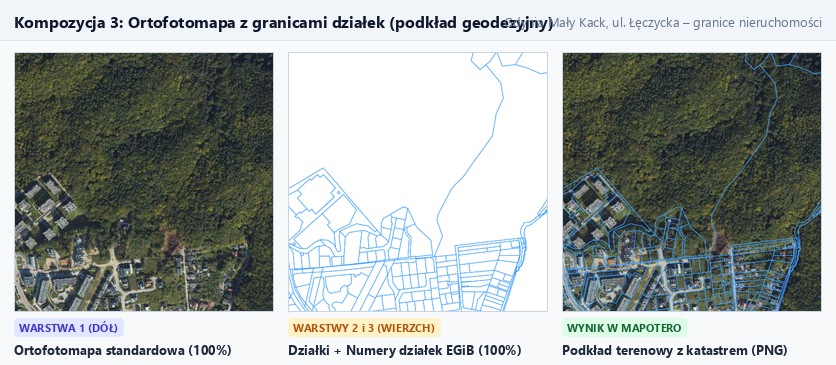 Kompozycja 3: Ortofotomapa z granicami działek (podkład geodezyjny)
Gdynia Mały Kack, ul. Łęczycka – granice nieruchomości
WARSTWA 1 (DÓŁ)
Ortofotomapa standardowa (100%)
WARSTWY 2 i 3 (WIERZCH)
Działki + Numery działek EGiB (100%)
WYNIK W MAPOTERO
Podkład terenowy z katastrem (PNG)